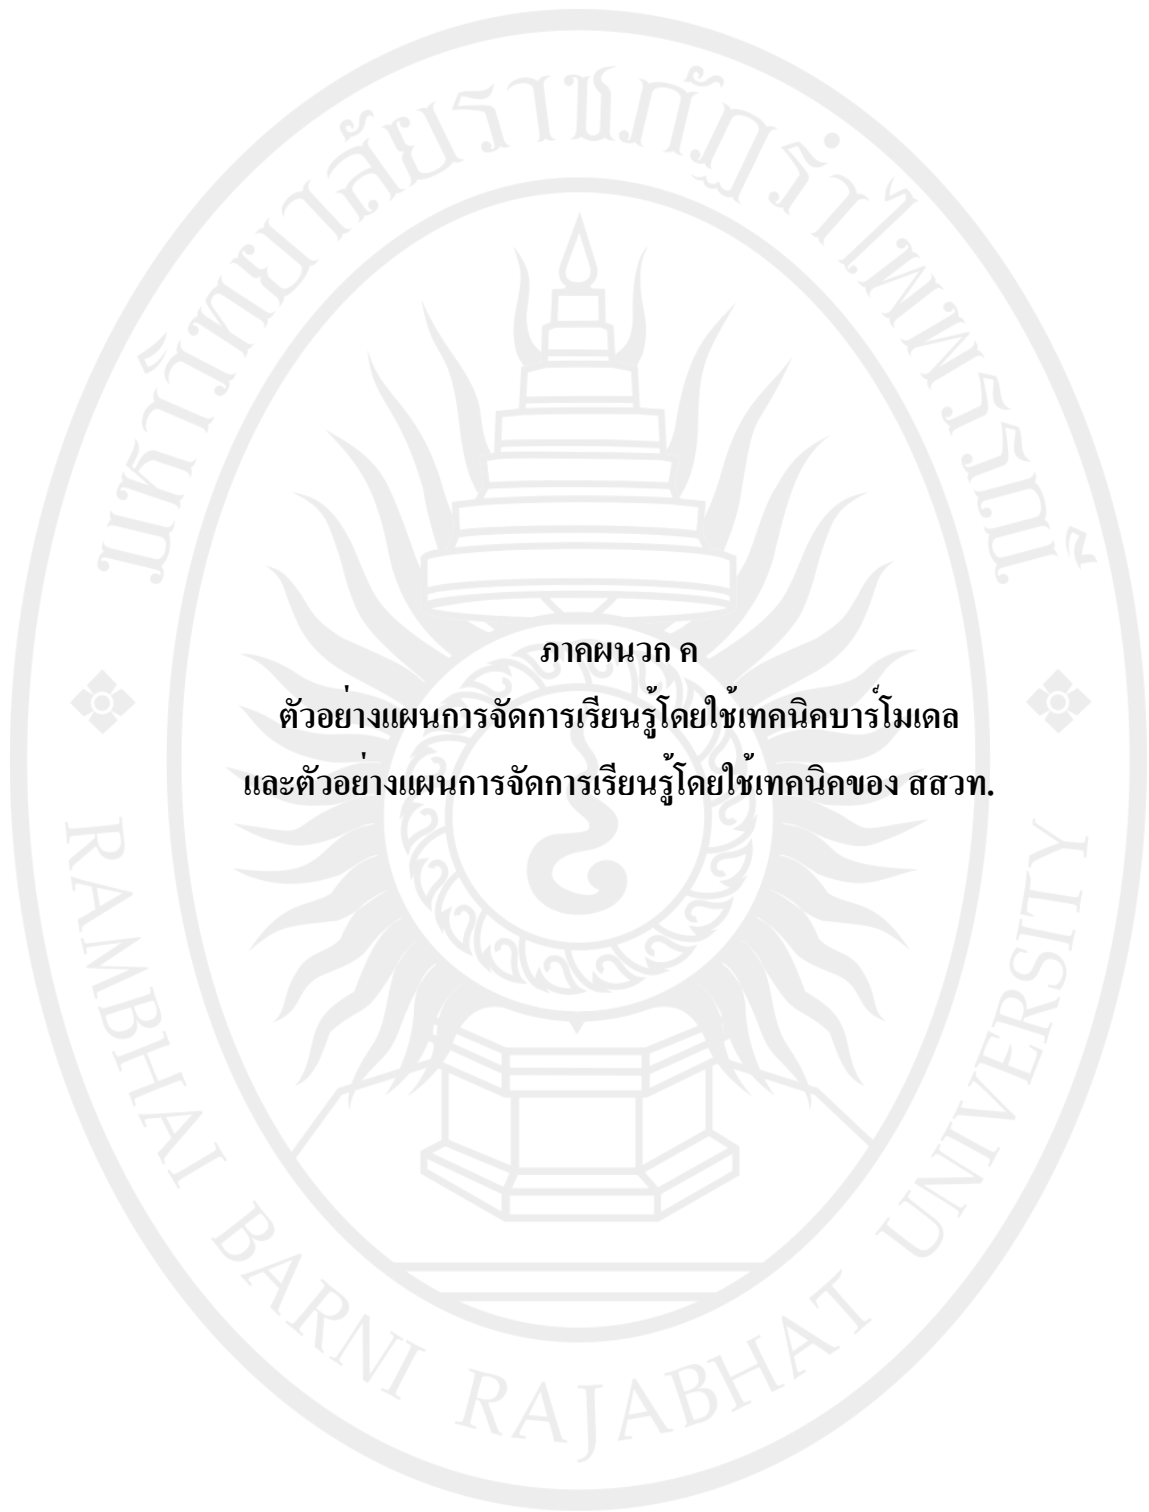 มหาวิทยาลัยราชภัฏรำไพพรรณี
ภาคผนวก ค
ตัวอย่างแผนการจัดการเรียนรู้โดยใช้เทคนิคบาร์โมเดล
และตัวอย่างแผนการจัดการเรียนรู้โดยใช้เทคนิคของ สสวท.
RAMBHAI BARNI RAJABHAT UNIVERSITY